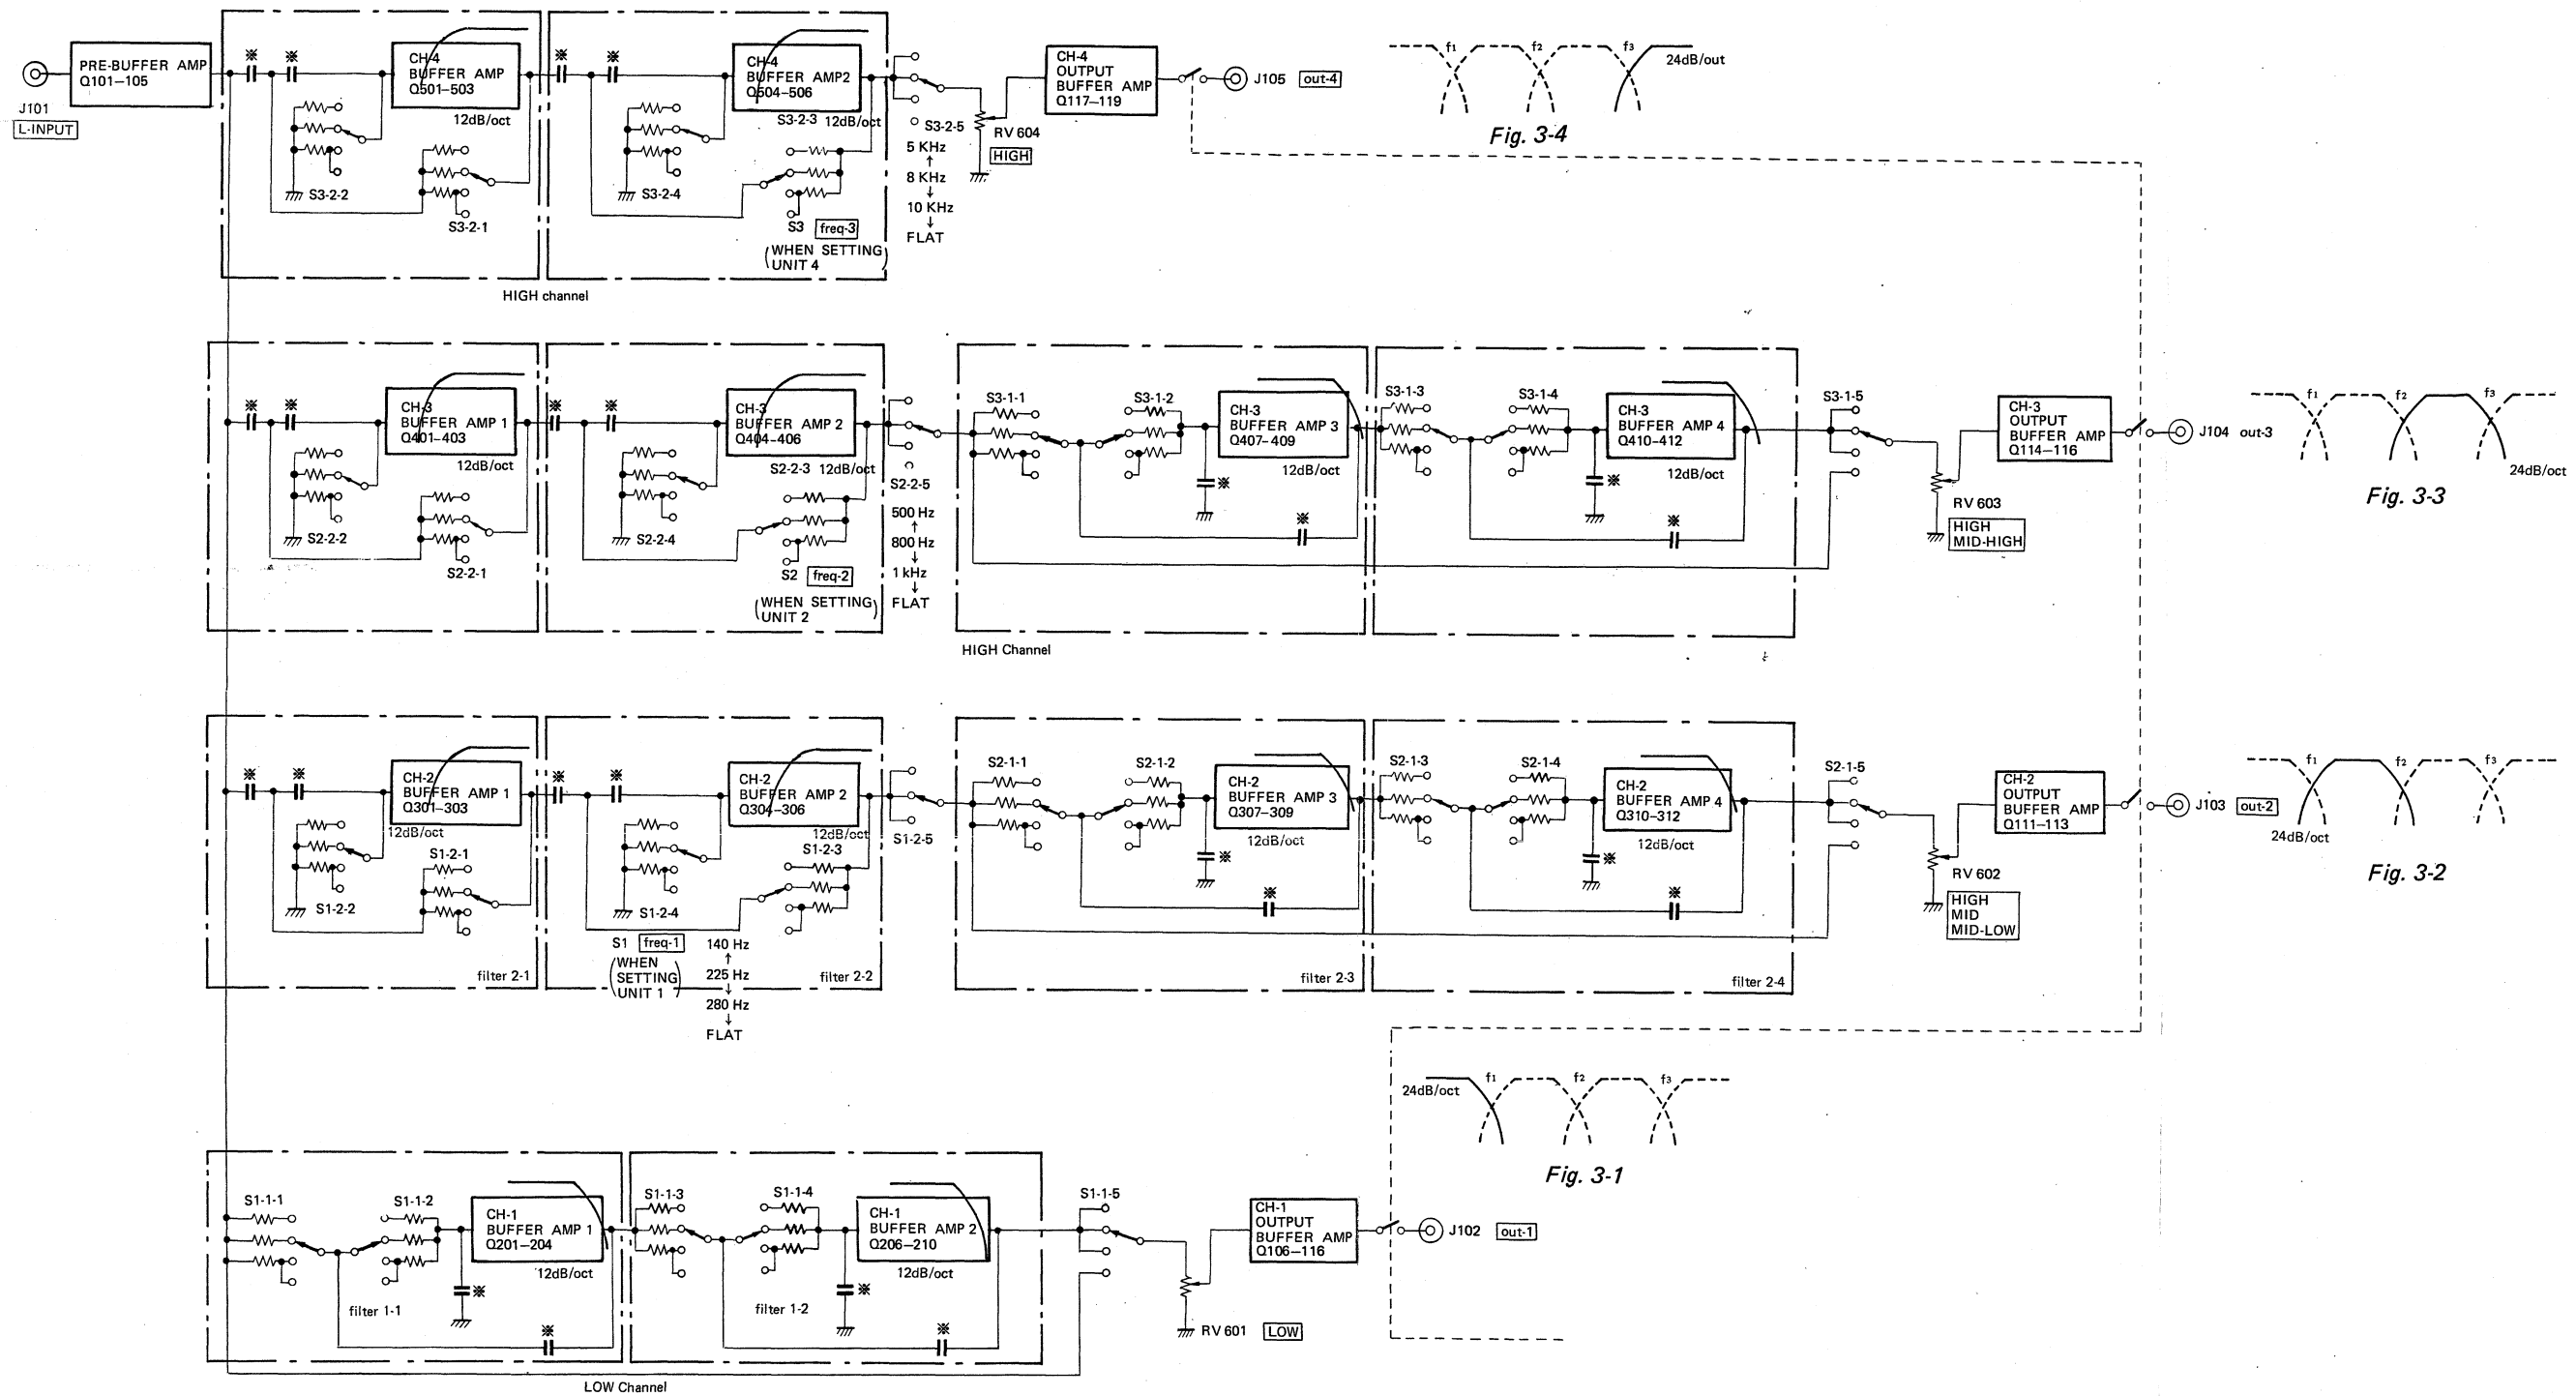 PRE-BUFFER AMP
Q101–105
J101
L-INPUT
※
※
CH-4
BUFFER AMP
Q501–503
12dB/oct
S3-2-2
S3-2-1
※
※
CH-4
BUFFER AMP2
Q504–506
S3-2-3 12dB/oct
S3-2-4
S3 freq-3
(WHEN SETTING
UNIT 4)
S3-2-5
5 KHz
↑
8 KHz
↓
10 KHz
↓
FLAT
RV 604
HIGH
CH-4
OUTPUT
BUFFER AMP
Q117–119
J105 out-4
f1 f2 f3
24dB/out
Fig. 3-4
HIGH channel
※
※
CH-3
BUFFER AMP 1
Q401–403
12dB/oct
S2-2-2
S2-2-1
※
※
CH-3
BUFFER AMP 2
Q404–406
S2-2-3 12dB/oct
S2-2-4
S2 freq-2
(WHEN SETTING
UNIT 2)
S2-2-5
500 Hz
↑
800 Hz
↓
1 kHz
↓
FLAT
S3-1-1
S3-1-2
CH-3
BUFFER AMP 3
Q407–409
12dB/oct
※
※
S3-1-3
S3-1-4
CH-3
BUFFER AMP 4
Q410-412
12dB/oct
※
※
S3-1-5
RV 603
HIGH
MID-HIGH
CH-3
OUTPUT
BUFFER AMP
Q114–116
J104 out-3
f1 f2 f3
24dB/oct
Fig. 3-3
HIGH Channel
※
※
CH-2
BUFFER AMP 1
Q301–303
12dB/oct
S1-2-1
S1-2-2
filter 2-1
※
※
CH-2
BUFFER AMP 2
Q304–306
12dB/oct
S1-2-3
S1-2-4
S1 freq-1
(WHEN
SETTING
UNIT 1)
140 Hz
↑
225 Hz
↓
280 Hz
↓
FLAT
filter 2-2
S1-2-5
S2-1-1
S2-1-2
CH-2
BUFFER AMP 3
Q307–309
12dB/oct
※
※
filter 2-3
S2-1-3
S2-1-4
CH-2
BUFFER AMP 4
Q310–312
12dB/oct
※
※
filter 2-4
S2-1-5
RV 602
HIGH
MID
MID-LOW
CH-2
OUTPUT
BUFFER AMP
Q111–113
J103 out-2
f1 f2 f3
24dB/oct
Fig. 3-2
S1-1-1
S1-1-2
CH-1
BUFFER AMP 1
Q201–204
12dB/oct
※
※
filter 1-1
S1-1-3
S1-1-4
CH-1
BUFFER AMP 2
Q206–210
12dB/oct
※
※
filter 1-2
S1-1-5
RV 601 LOW
CH-1
OUTPUT
BUFFER AMP
Q106–116
J102 out-1
24dB/oct
f1 f2 f3
Fig. 3-1
LOW Channel